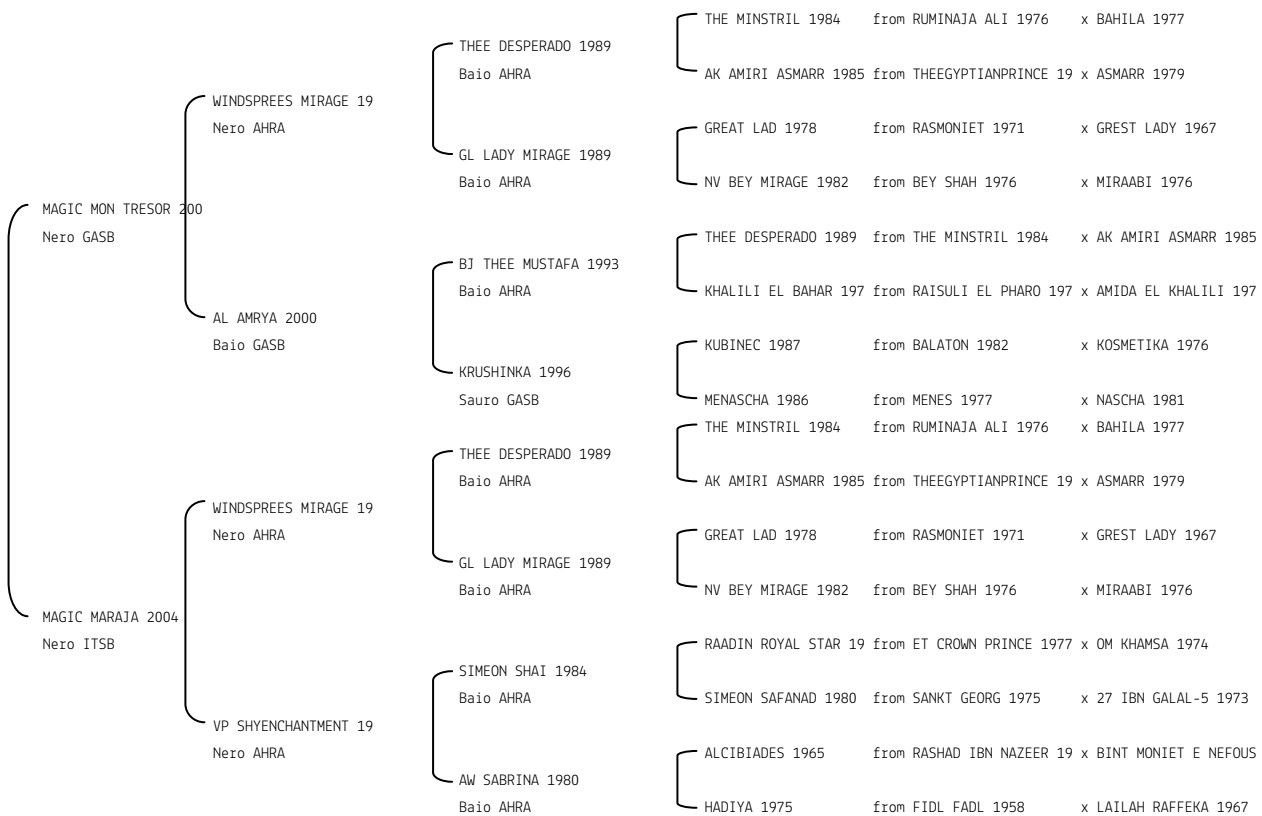 THE MINSTRIL 1984 from RUMINAJA ALI 1976 x BAHILA 1977
THEE DESPERADO 1989
Baio AHRA
AK AMIRI ASMARR 1985 from THEEGYPTIANPRINCE 19 x ASMARR 1979
WINDSPREES MIRAGE 19
Nero AHRA
GREAT LAD 1978 from RASMONIET 1971 x GREST LADY 1967
GL LADY MIRAGE 1989
Baio AHRA
NV BEY MIRAGE 1982 from BEY SHAH 1976 x MIRAABI 1976
MAGIC MON TRESOR 200
Nero GASB
THEE DESPERADO 1989 from THE MINSTRIL 1984 x AK AMIRI ASMARR 1985
BJ THEE MUSTAFA 1993
Baio AHRA
KHALILI EL BAHAR 197 from RAISULI EL PHARO 197 x AMIDA EL KHALILI 197
AL AMRYA 2000
Baio GASB
KUBINEC 1987 from BALATON 1982 x KOSMETIKA 1976
KRUSHINKA 1996
Sauro GASB
MENASCHA 1986 from MENES 1977 x NASCHA 1981
THE MINSTRIL 1984 from RUMINAJA ALI 1976 x BAHILA 1977
THEE DESPERADO 1989
Baio AHRA
AK AMIRI ASMARR 1985 from THEEGYPTIANPRINCE 19 x ASMARR 1979
WINDSPREES MIRAGE 19
Nero AHRA
GREAT LAD 1978 from RASMONIET 1971 x GREST LADY 1967
GL LADY MIRAGE 1989
Baio AHRA
NV BEY MIRAGE 1982 from BEY SHAH 1976 x MIRAABI 1976
MAGIC MARAJA 2004
Nero ITSB
RAADIN ROYAL STAR 19 from ET CROWN PRINCE 1977 x OM KHAMSA 1974
SIMEON SHAI 1984
Baio AHRA
SIMEON SAFANAD 1980 from SANKT GEORG 1975 x 27 IBN GALAL-5 1973
VP SHYENCHANTMENT 19
Nero AHRA
ALCIBIADES 1965 from RASHAD IBN NAZEER 19 x BINT MONIET E NEFOUS
AW SABRINA 1980
Baio AHRA
HADIYA 1975 from FIDL FADL 1958 x LAILAH RAFFEKA 1967